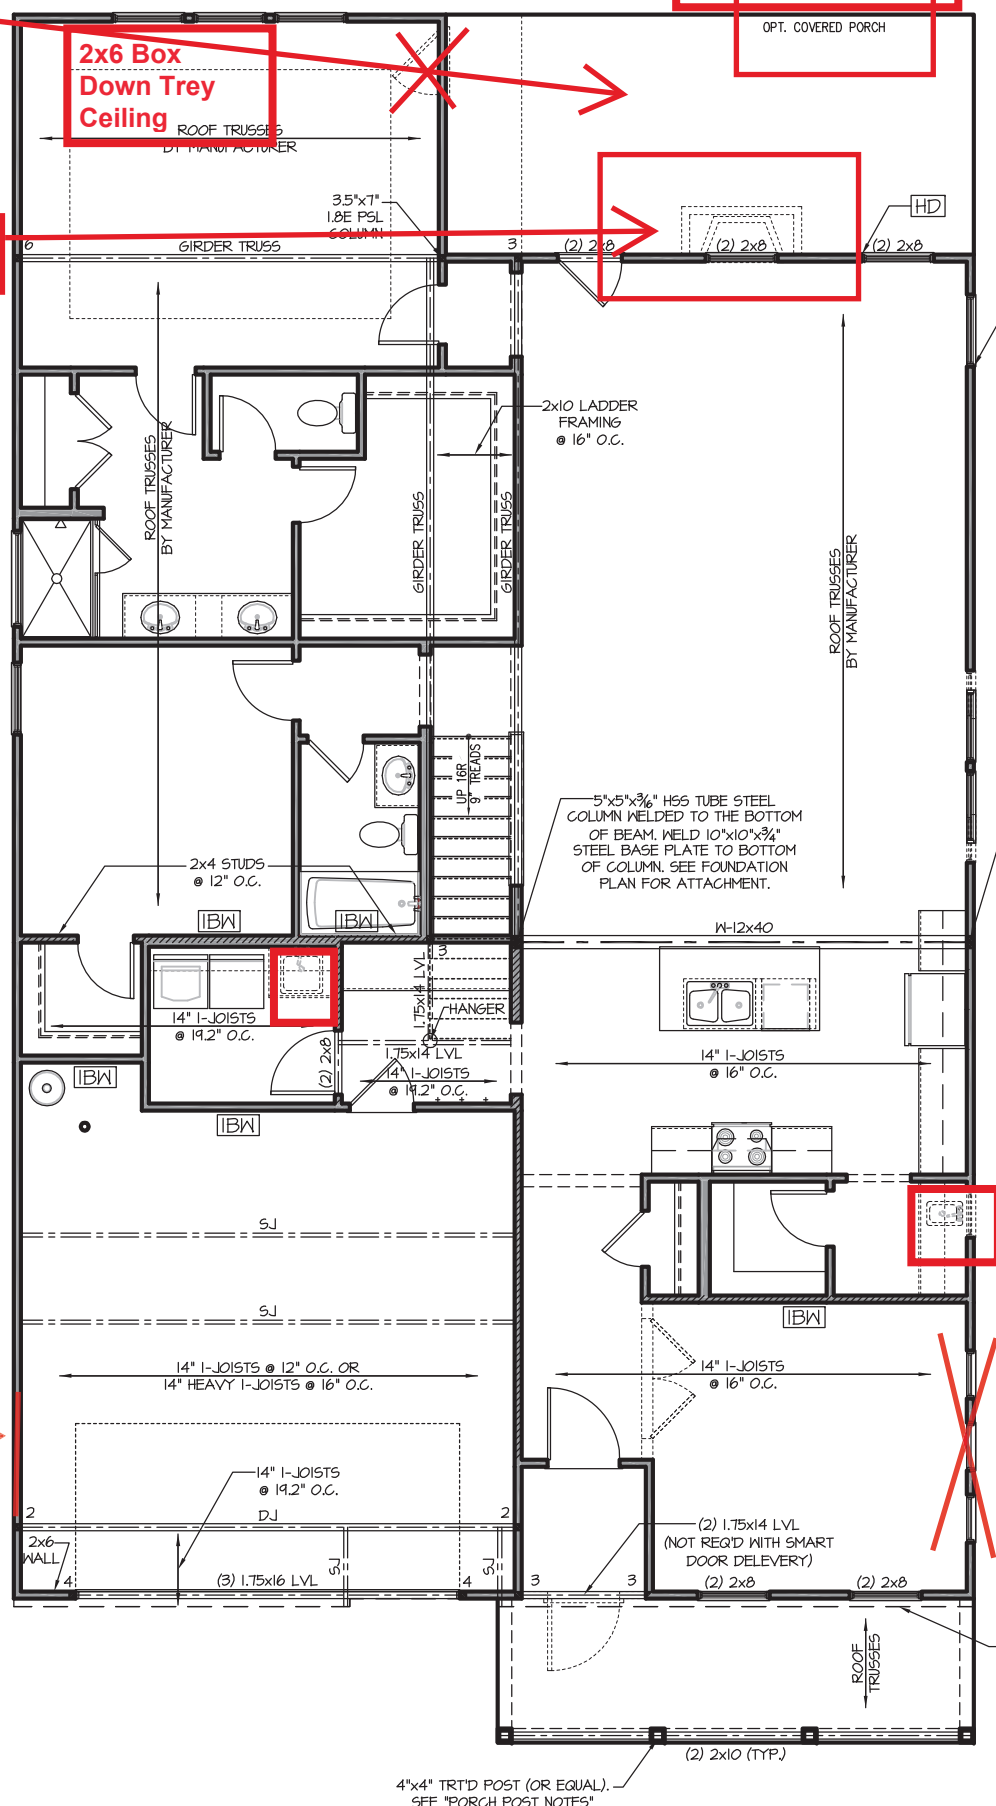 OPT. COVERED PORCH
2x6 Box
Down Trey
Ceiling
ROOF TRUSSES
BY MANUFACTURER
3.5"x7"
1.8E PSL
COLUMN
HD
6
GIRDER TRUSS
3
(2) 2x8
(2) 2x8
(2) 2x8
2x10 LADDER
FRAMING
@ 16" O.C.
ROOF TRUSSES
BY MANUFACTURER
GIRDER TRUSS
GIRDER TRUSS
ROOF TRUSSES
BY MANUFACTURER
UP 16R
9" TREADS
5"x5"x3/16" HSS TUBE STEEL
COLUMN WELDED TO THE BOTTOM
OF BEAM. WELD 10"x10"x3/4"
STEEL BASE PLATE TO BOTTOM
OF COLUMN. SEE FOUNDATION
PLAN FOR ATTACHMENT.
2x4 STUDS
@ 12" O.C.
IBW
IBW
W-12x40
3
1.75x14 LVL
HANGER
14" I-JOISTS
@ 19.2" O.C.
(2) 2x8
1.75x14 LVL
14" I-JOISTS
@ 19.2" O.C.
14" I-JOISTS
@ 16" O.C.
IBW
IBW
SJ
SJ
IBW
14" I-JOISTS @ 12" O.C. OR
14" HEAVY I-JOISTS @ 16" O.C.
14" I-JOISTS
@ 16" O.C.
14" I-JOISTS
@ 19.2" O.C.
2
DJ
2
2x6
WALL
4
(3) 1.75x16 LVL
SJ
4
SJ
3
3
(2) 1.75x14 LVL
(NOT REQ'D WITH SMART
DOOR DELEVERY)
(2) 2x8
(2) 2x8
ROOF
TRUSSES
(2) 2x10 (TYP.)
4"x4" TRT'D POST (OR EQUAL).
SEE "PORCH POST NOTES"